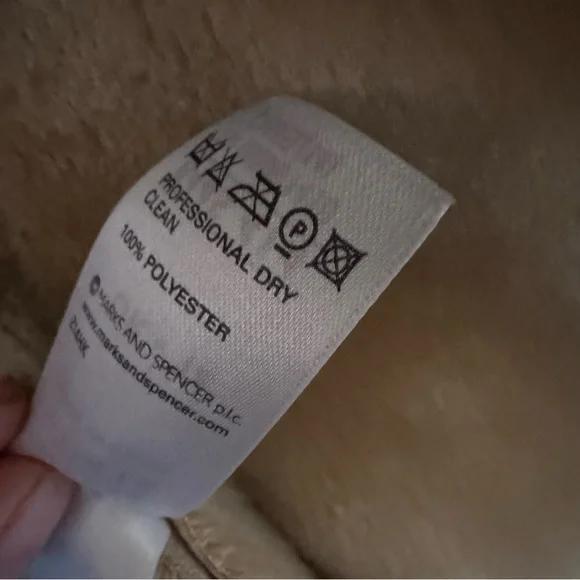 P
PROFESSIONAL DRY
CLEAN
100% POLYESTER
© MARKS AND SPENCER p.l.c.
www.marksandspencer.com